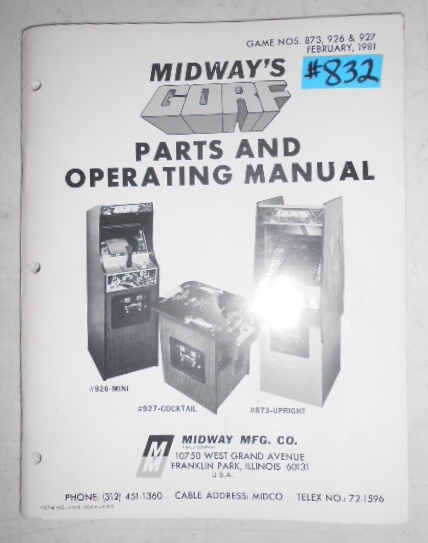 GAME NOS. 873, 926 & 927
FEBRUARY, 1981
#832
MIDWAY'S
GORF
PARTS AND
OPERATING MANUAL
#926-MINI
#927-COCKTAIL
#873-UPRIGHT
MIDWAY MFG. CO.
10750 WEST GRAND AVENUE
FRANKLIN PARK, ILLINOIS 60131
U.S.A.
PHONE: (312) 451-1360 CABLE ADDRESS: MIDCO TELEX NO.: 72-1596